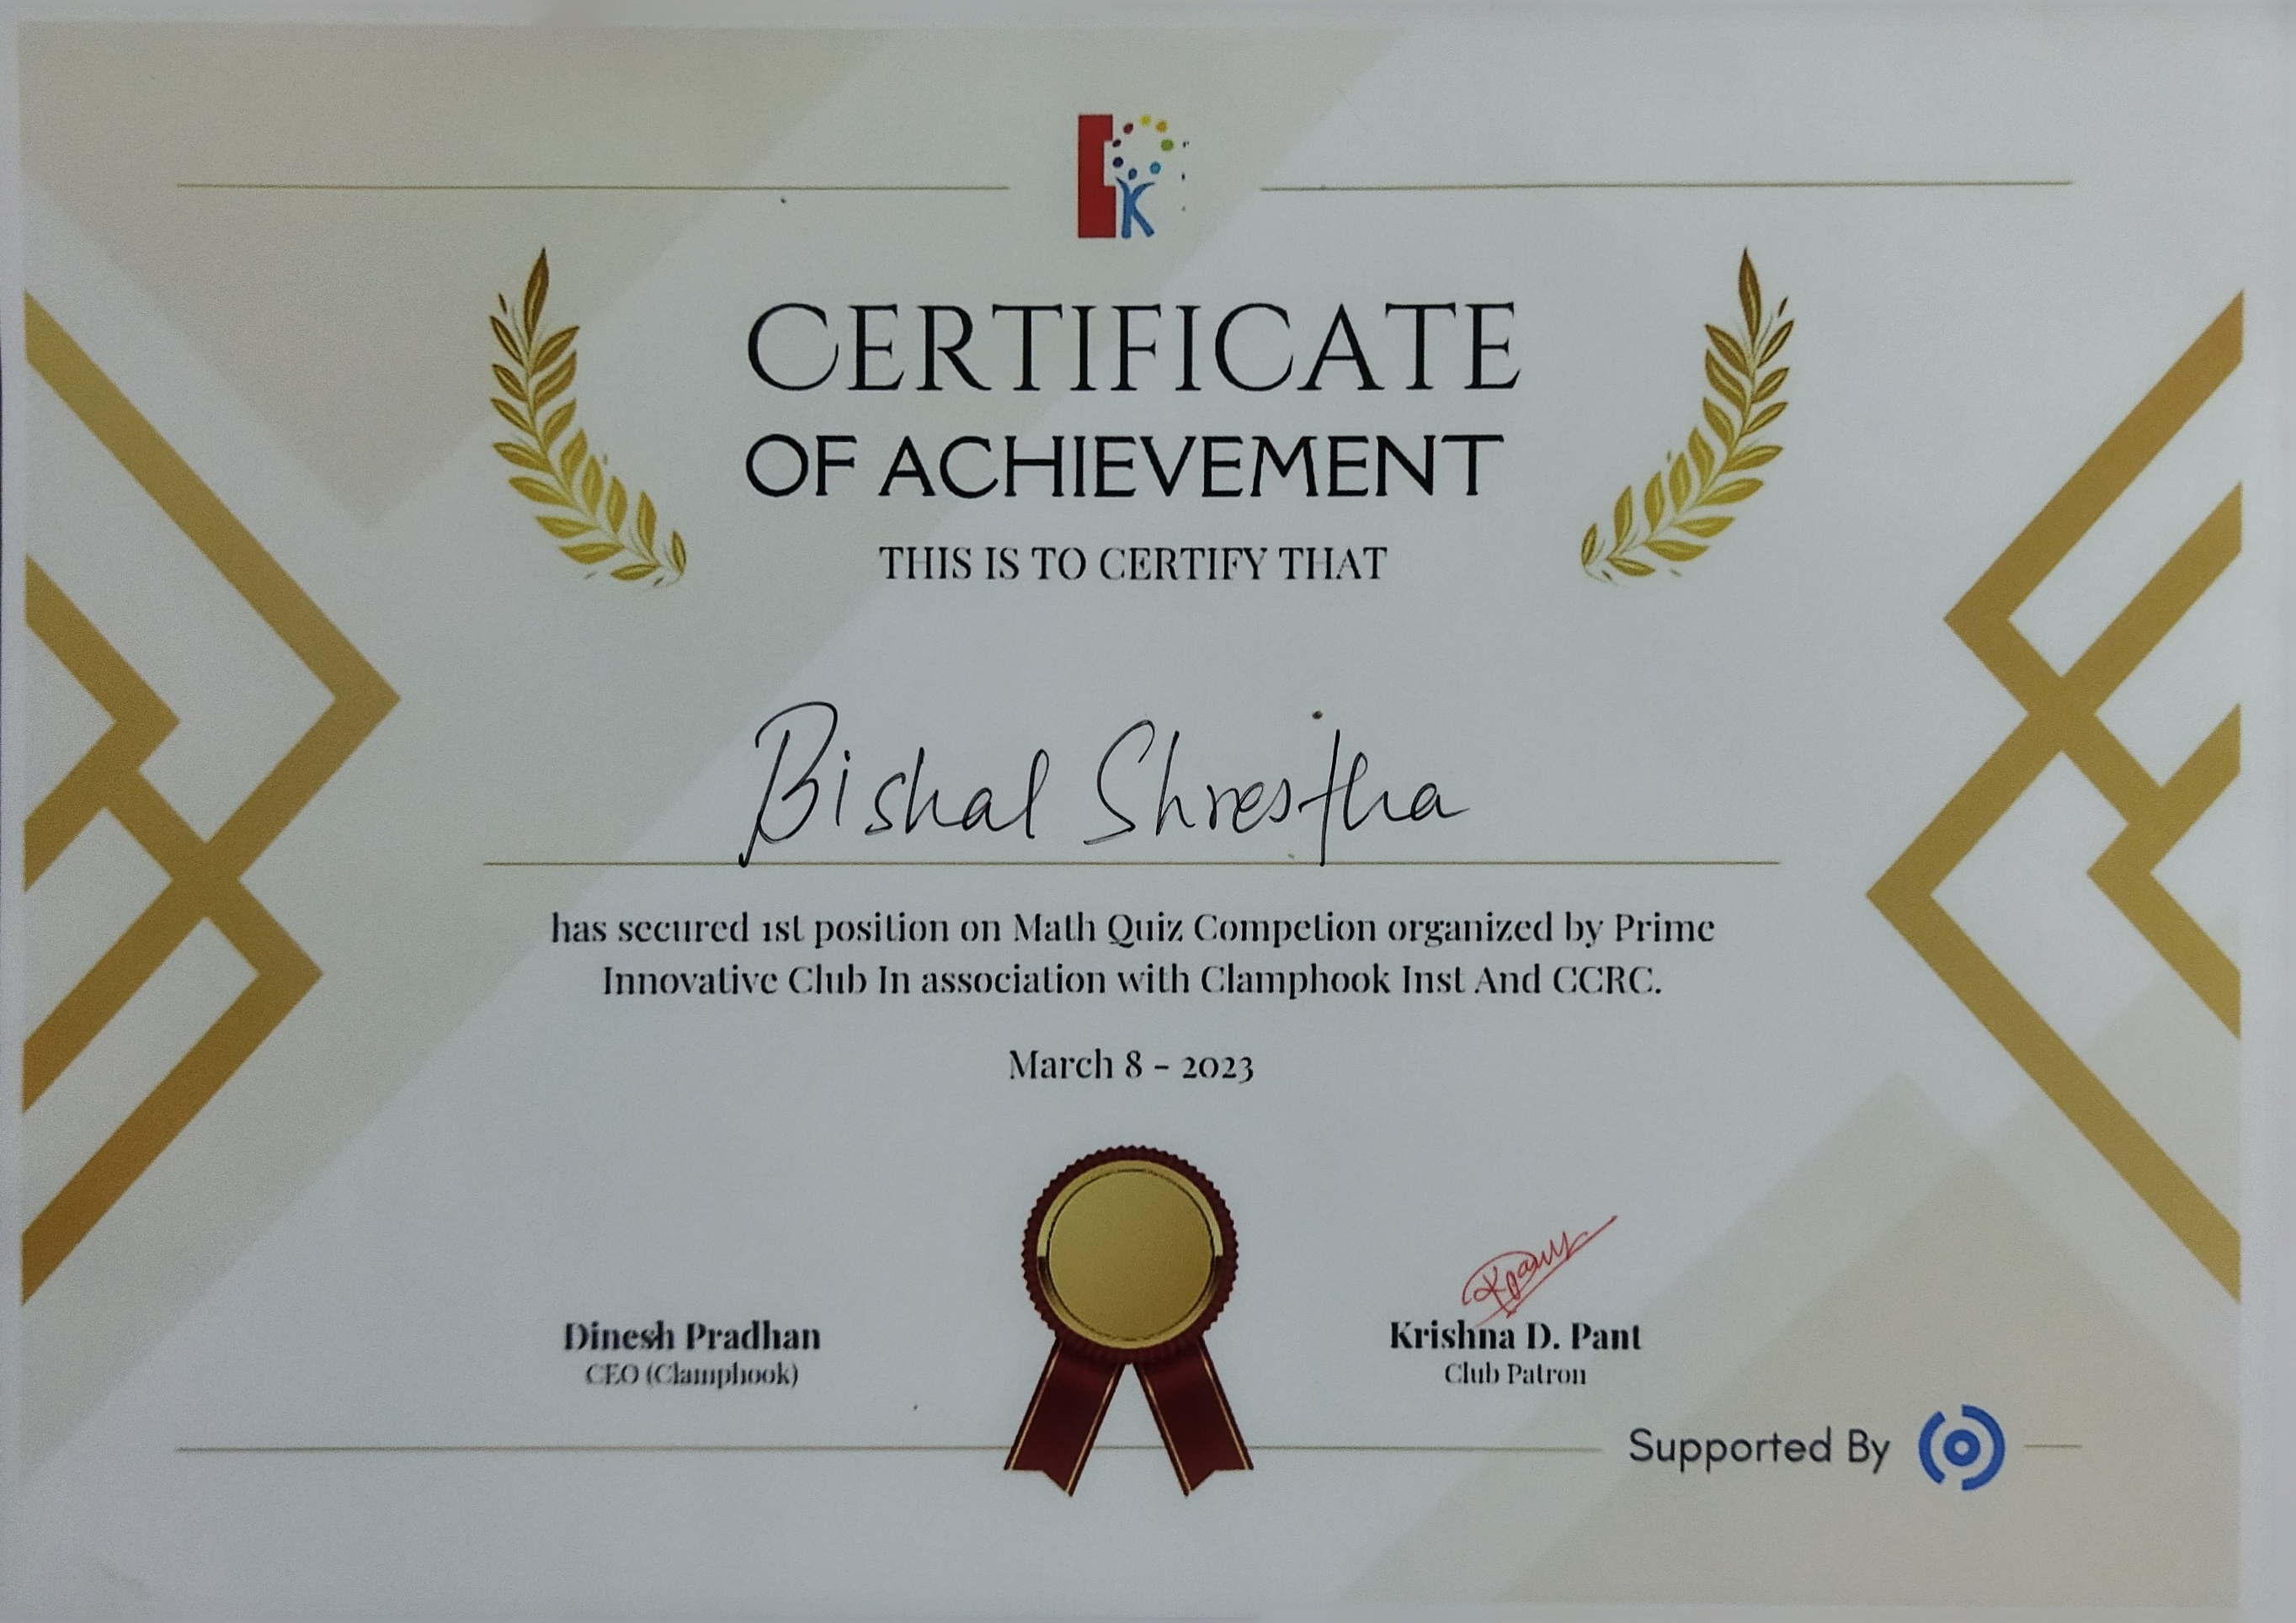 CERTIFICATE
OF ACHIEVEMENT
THIS IS TO CERTIFY THAT
Bishal Shrestha
has secured 1st position on Math Quiz Competion organized by Prime
Innovative Club In association with Clamphook Inst And CCRC.
March 8 - 2023
Dinesh Pradhan
CEO (Clamphook)
Krishna D. Pant
Club Patron
Supported By